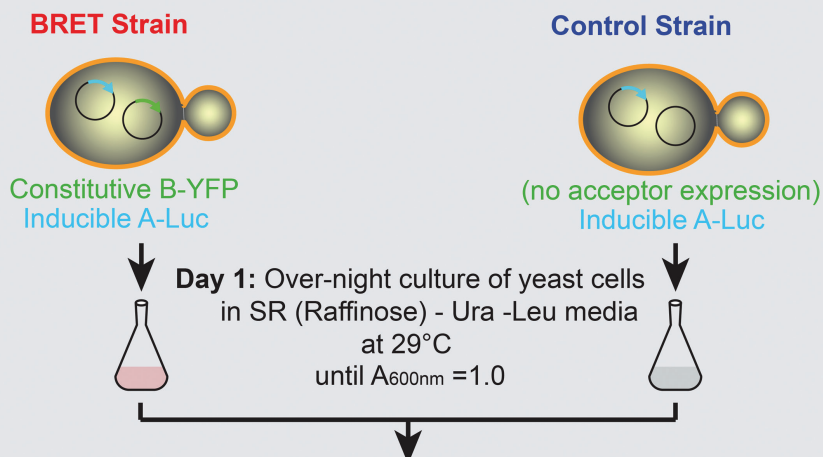 BRET Strain
Control Strain
Constitutive B-YFP
Inducible A-Luc
(no acceptor expression)
Inducible A-Luc
Day 1: Over-night culture of yeast cells
in SR (Raffinose) - Ura -Leu media
at 29°C
until A600nm =1.0